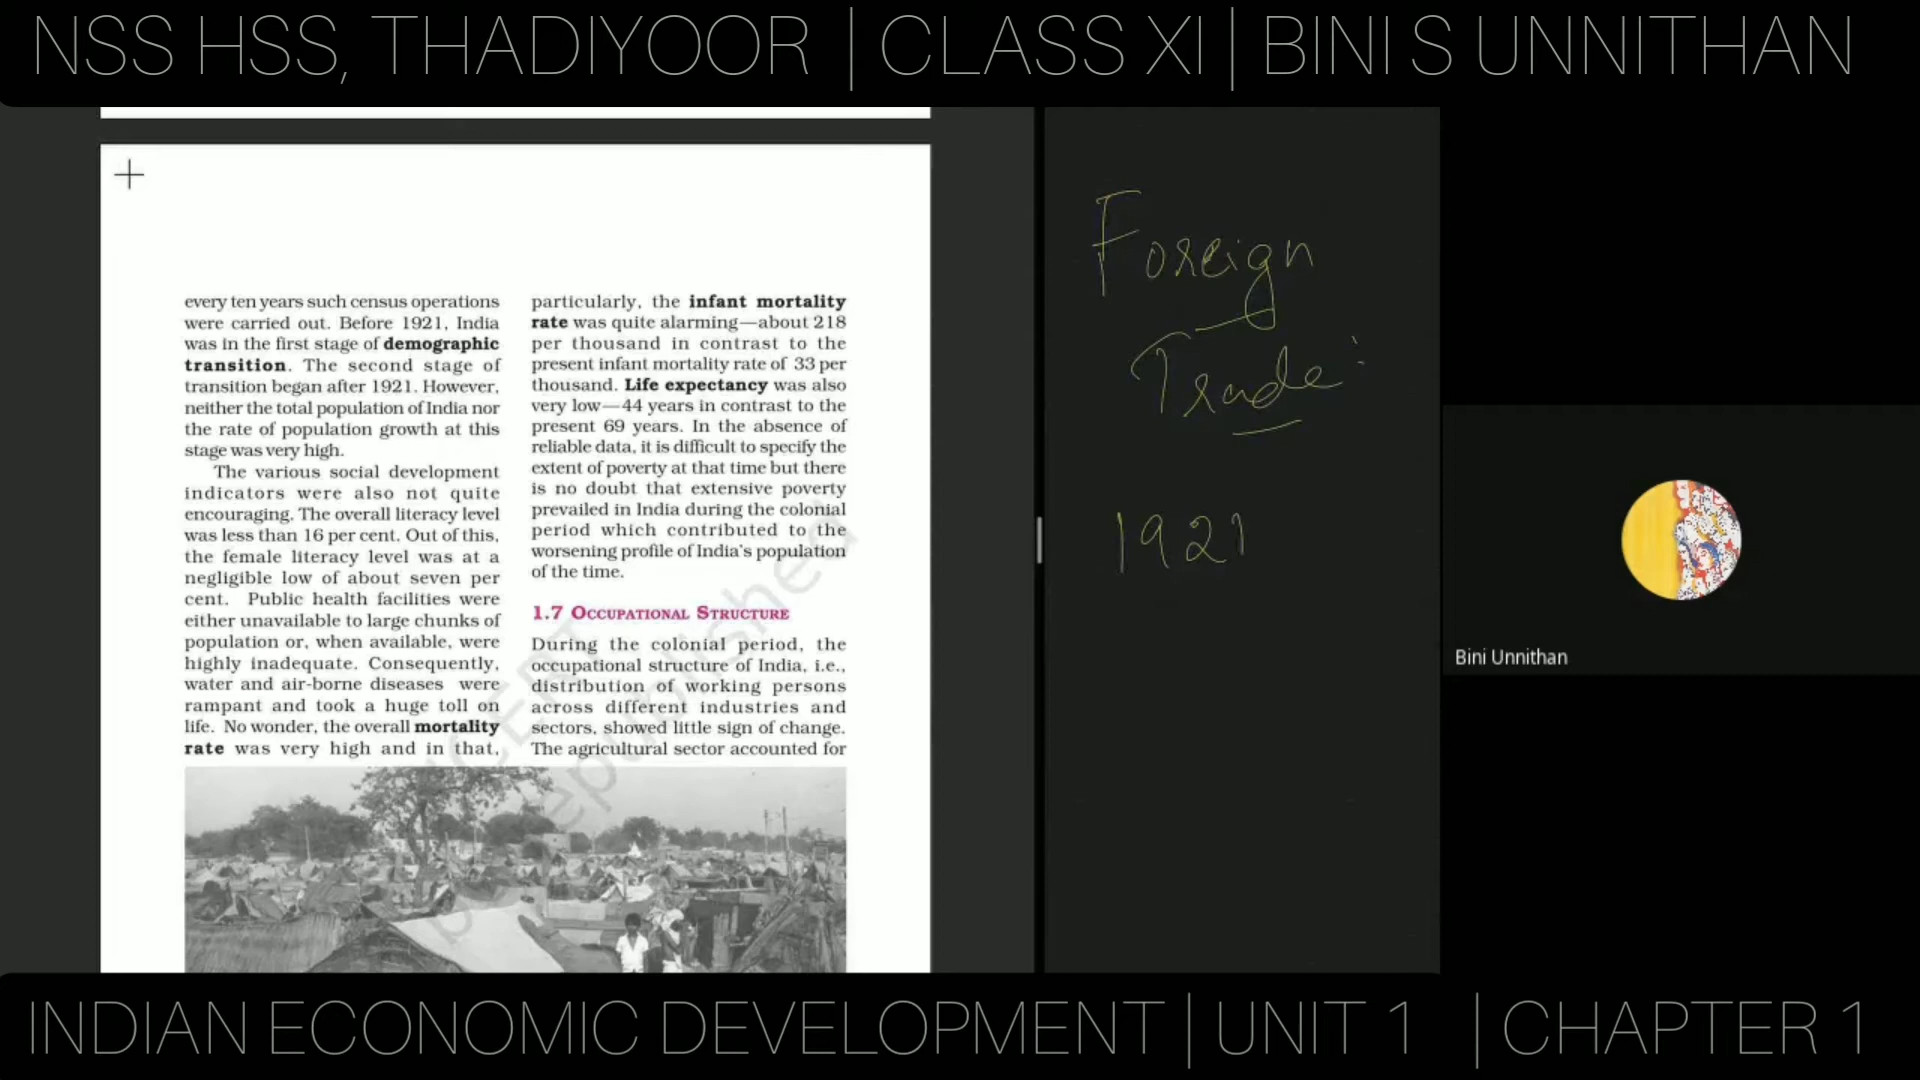 NSS HSS, THADIYOOR | CLASS XI | BINI S UNNITHAN
every ten years such census operations
were carried out. Before 1921, India
was in the first stage of demographic
transition. The second stage of
transition began after 1921. However,
neither the total population of India nor
the rate of population growth at this
stage was very high.
The various social development
indicators were also not quite
encouraging. The overall literacy level
was less than 16 per cent. Out of this,
the female literacy level was at a
negligible low of about seven per
cent. Public health facilities were
either unavailable to large chunks of
population or, when available, were
highly inadequate. Consequently,
water and air-borne diseases were
rampant and took a huge toll on
life. No wonder, the overall mortality
rate was very high and in that,
particularly, the infant mortality
rate was quite alarming—about 218
per thousand in contrast to the
present infant mortality rate of 33 per
thousand. Life expectancy was also
very low—44 years in contrast to the
present 69 years. In the absence of
reliable data, it is difficult to specify the
extent of poverty at that time but there
is no doubt that extensive poverty
prevailed in India during the colonial
period which contributed to the
worsening profile of India's population
of the time.
1.7 OCCUPATIONAL STRUCTURE
During the colonial period, the
occupational structure of India, i.e.,
distribution of working persons
across different industries and
sectors, showed little sign of change.
The agricultural sector accounted for
Foreign
Trade:
1921
Bini Unnithan
INDIAN ECONOMIC DEVELOPMENT | UNIT 1 | CHAPTER 1